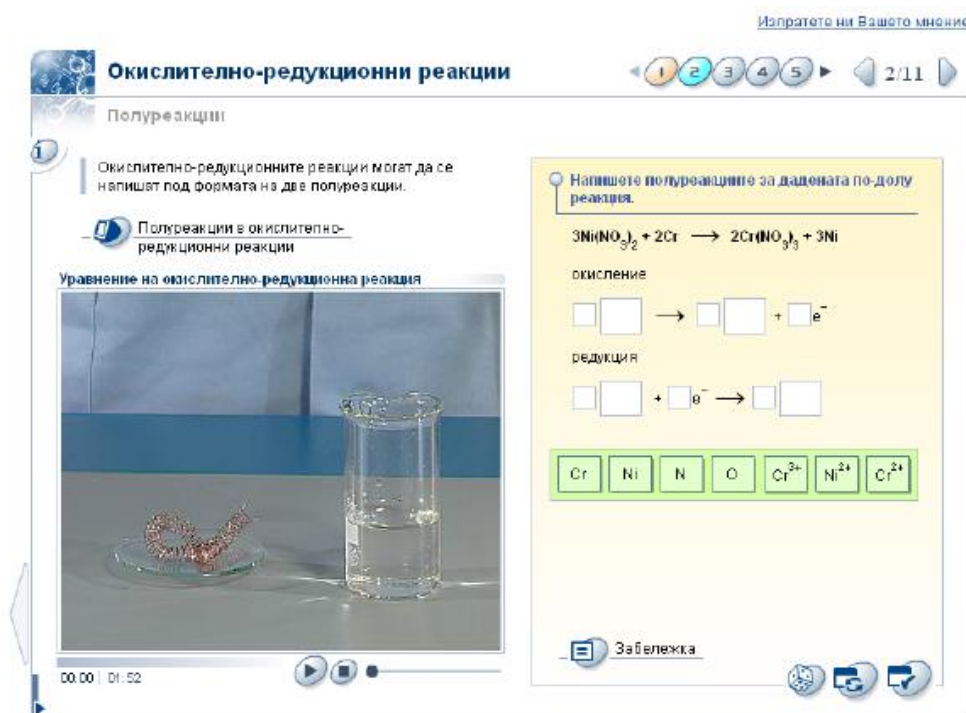 Изпратете ни Вашето мнение
Окислително-редукционни реакции
1 2 3 4 5
2/11
Полуреакции
i
Окислително-редукционните реакции могат да се
напишат под формата на две полуреакции.
Полуреакции в окислително-
редукционни реакции
Уравнение на окислително-редукционна реакция
00:00 | 01:52
Напишете полуреакциите за дадената по-долу
реакция.
3Ni(NO₃)₂ + 2Cr → 2Cr(NO₃)₃ + 3Ni
окисление
→ + e⁻
редукция
+ e⁻ →
Cr Ni N O Cr³⁺ Ni²⁺ Cr²⁺
Забележка